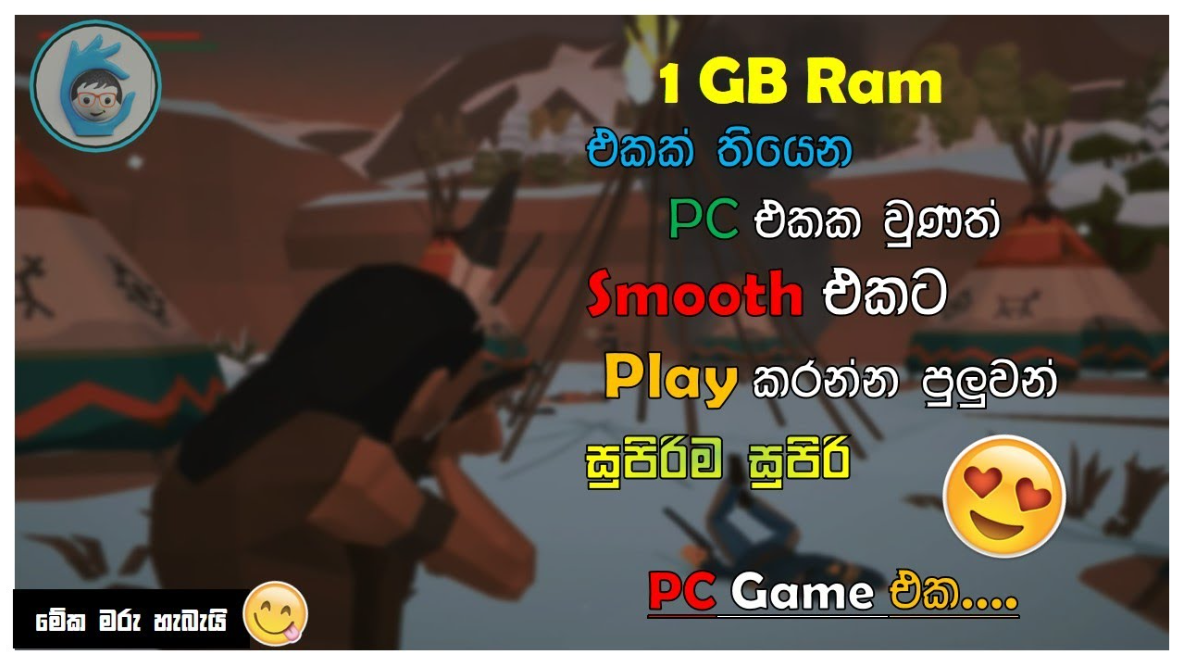 1 GB Ram
එකක් තියෙන
PC එකක වුණත්
Smooth එකට
Play කරන්න පුලුවන්
සුපිරිම සුපිරි
PC Game එක....
මේක මරු හැබැයි